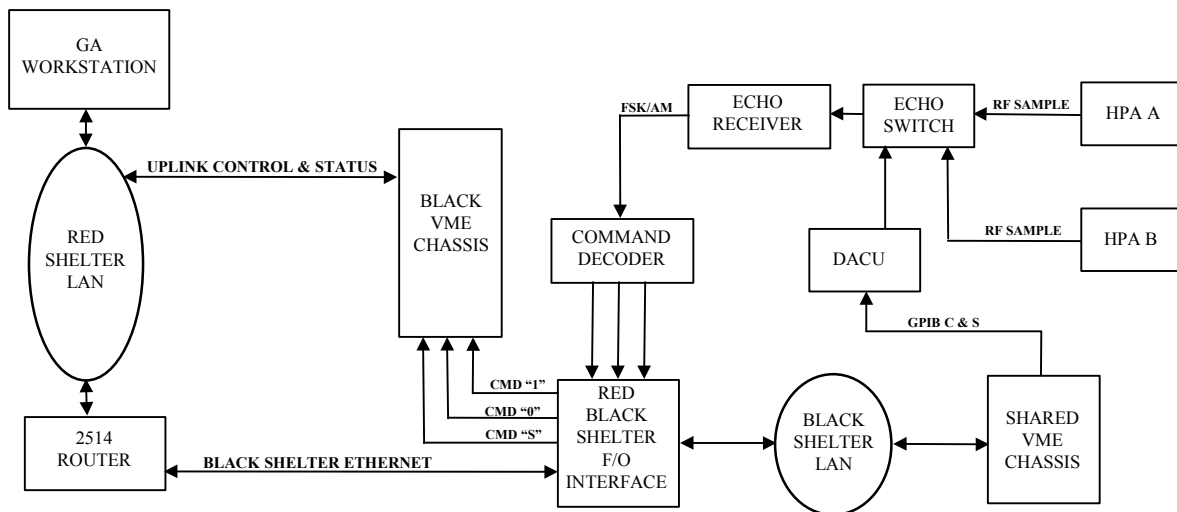 GA
WORKSTATION
RED
SHELTER
LAN
2514
ROUTER
UPLINK CONTROL & STATUS
BLACK
VME
CHASSIS
CMD “1”
CMD “0”
CMD “S”
BLACK SHELTER ETHERNET
FSK/AM
COMMAND
DECODER
RED
BLACK
SHELTER
F/O
INTERFACE
ECHO
RECEIVER
ECHO
SWITCH
RF SAMPLE
HPA A
RF SAMPLE
HPA B
DACU
GPIB C & S
BLACK
SHELTER
LAN
SHARED
VME
CHASSIS